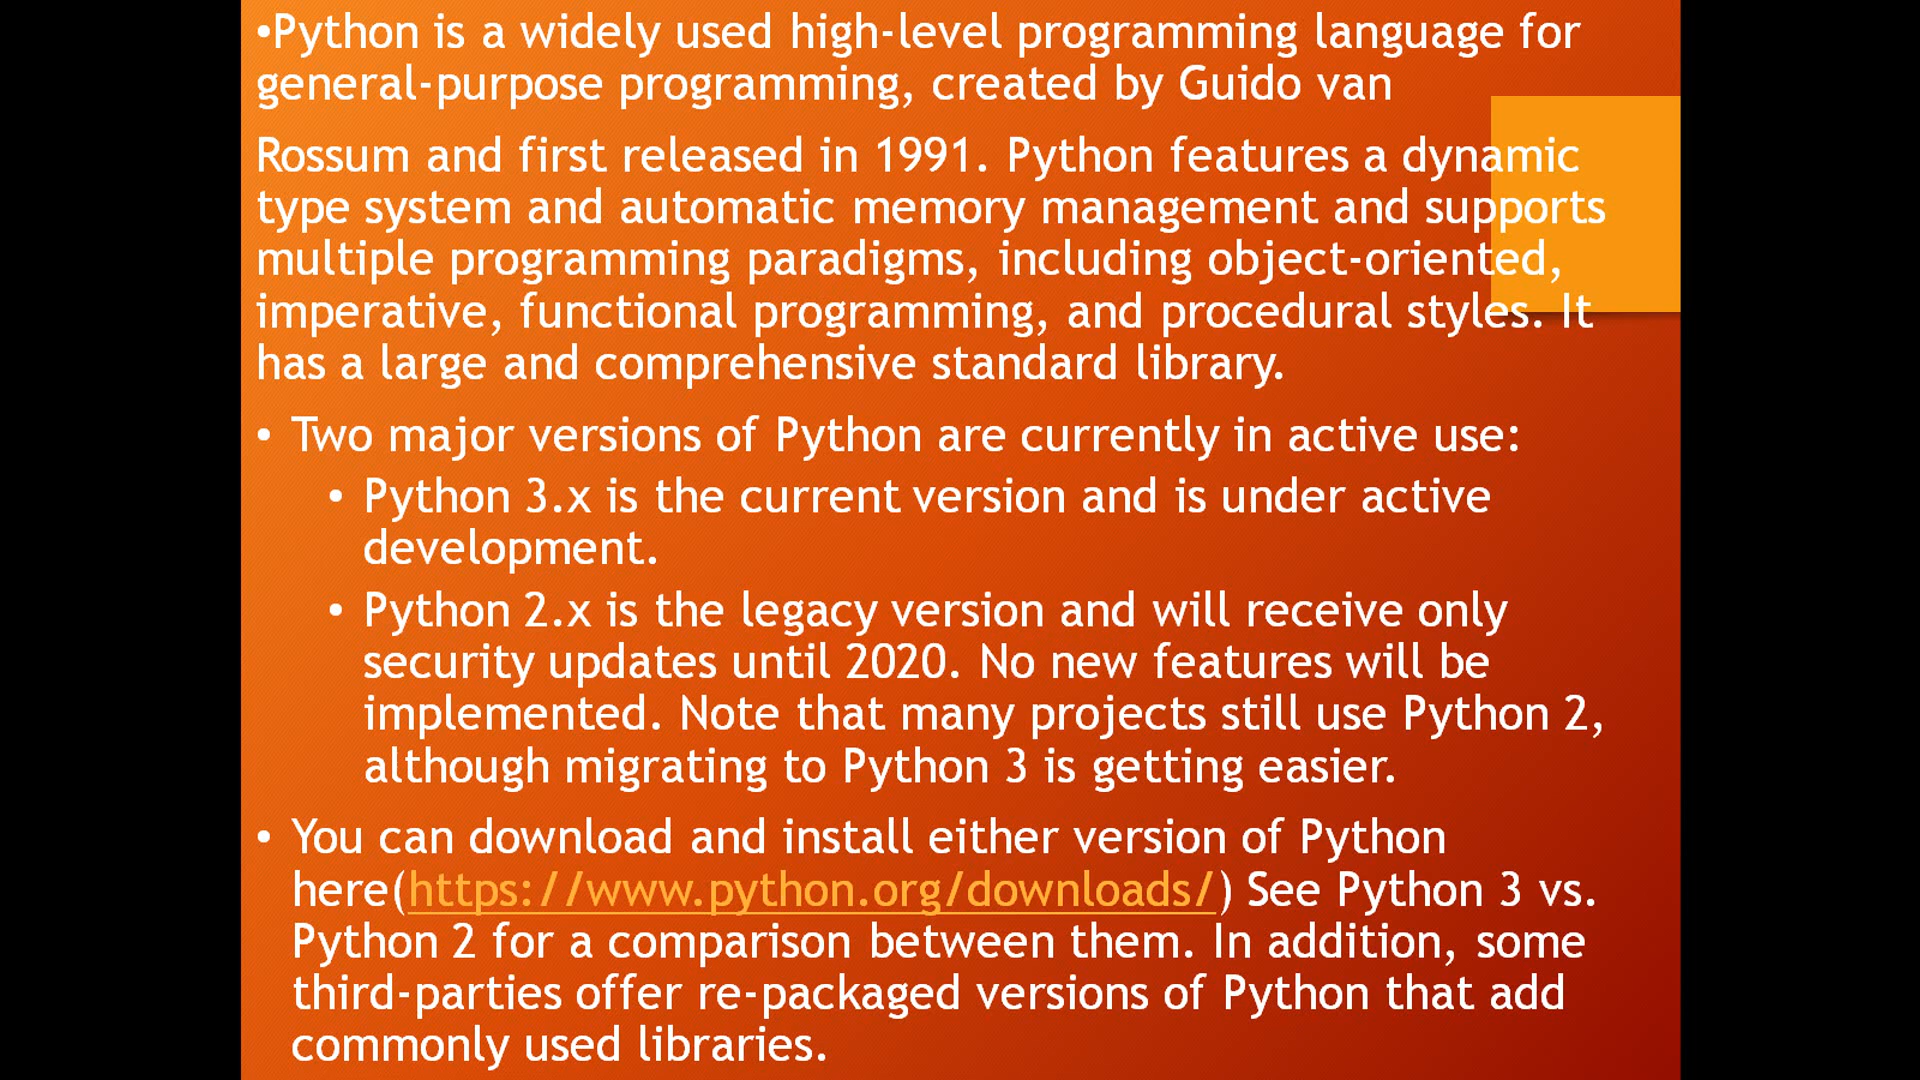 •Python is a widely used high-level programming language for
general-purpose programming, created by Guido van
Rossum and first released in 1991. Python features a dynamic
type system and automatic memory management and supports
multiple programming paradigms, including object-oriented,
imperative, functional programming, and procedural styles. It
has a large and comprehensive standard library.
• Two major versions of Python are currently in active use:
• Python 3.x is the current version and is under active
development.
• Python 2.x is the legacy version and will receive only
security updates until 2020. No new features will be
implemented. Note that many projects still use Python 2,
although migrating to Python 3 is getting easier.
• You can download and install either version of Python
here(https://www.python.org/downloads/) See Python 3 vs.
Python 2 for a comparison between them. In addition, some
third-parties offer re-packaged versions of Python that add
commonly used libraries.